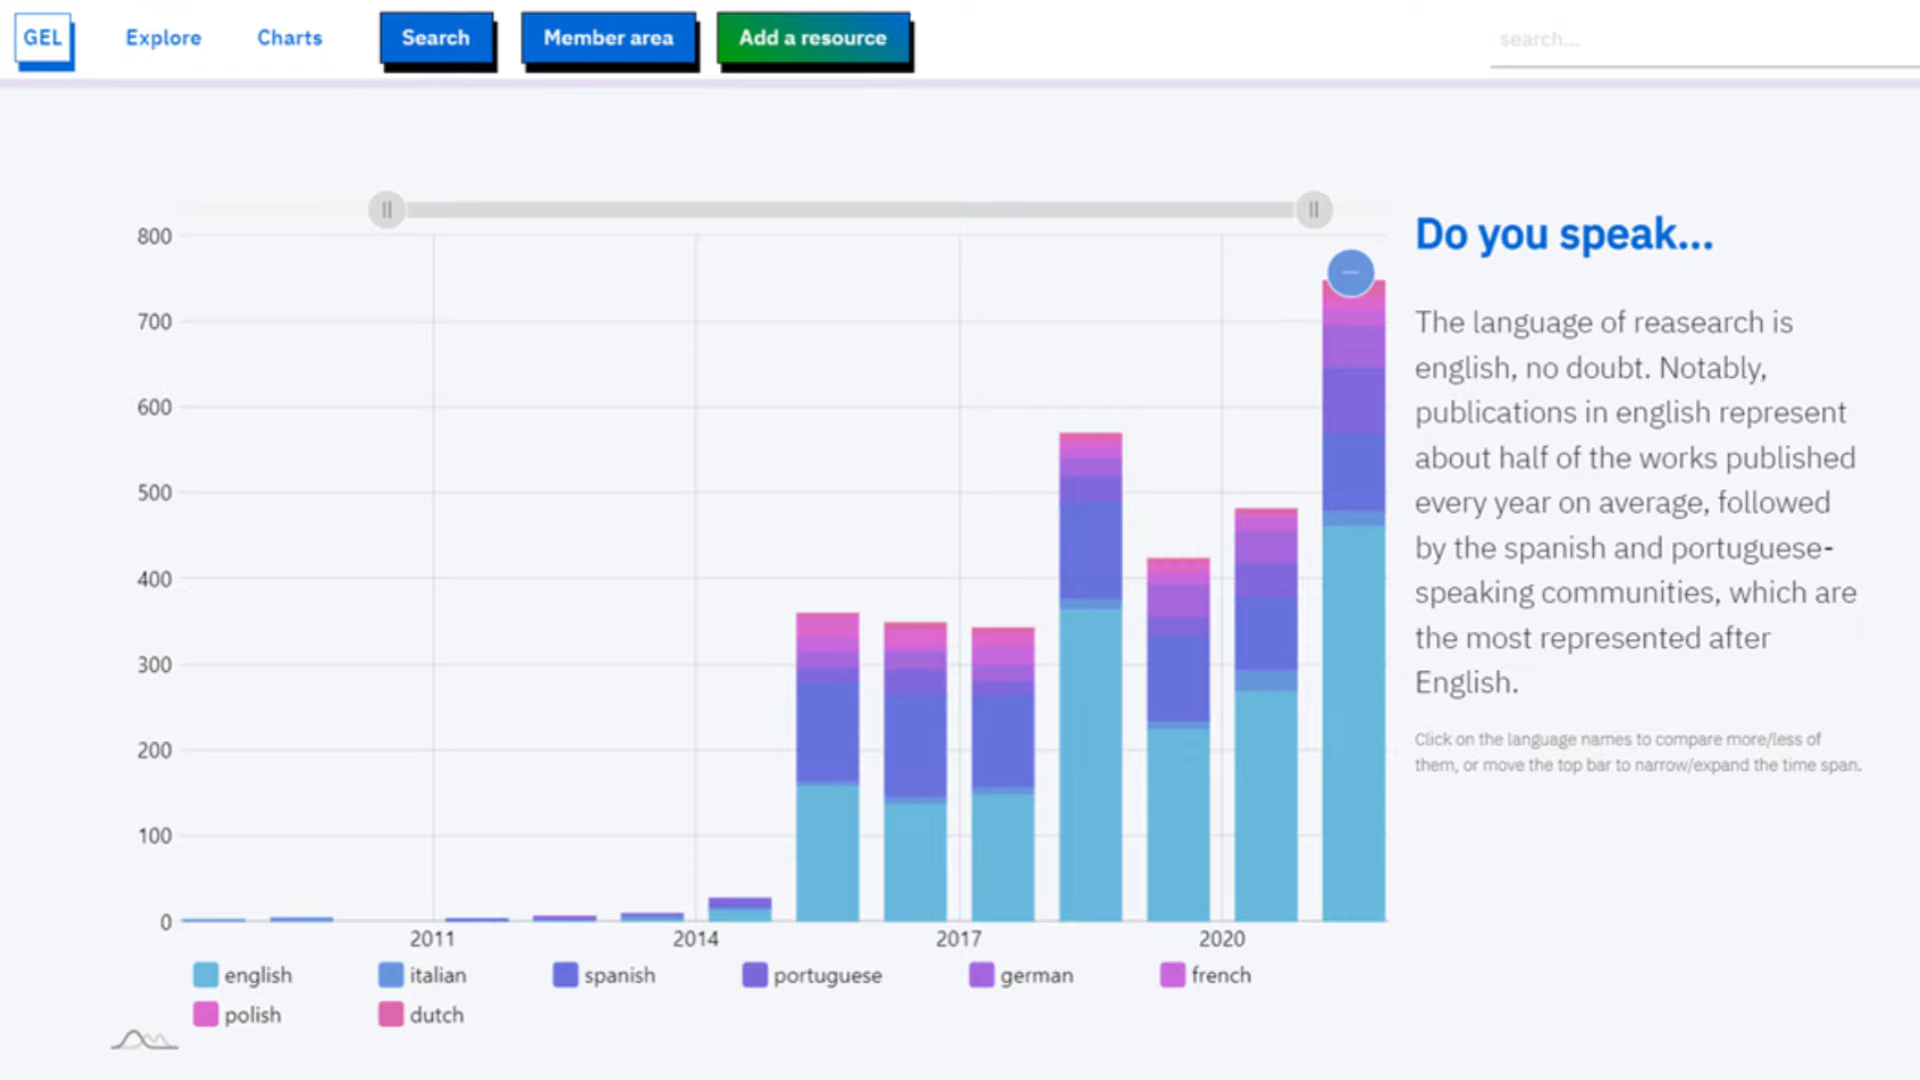 GEL
Explore
Charts
Search
Member area
Add a resource
search...
800
700
600
500
400
300
200
100
0
2011
2014
2017
2020
english
italian
spanish
portuguese
german
french
polish
dutch
Do you speak...
The language of reasearch is
english, no doubt. Notably,
publications in english represent
about half of the works published
every year on average, followed
by the spanish and portuguese-
speaking communities, which are
the most represented after
English.
Click on the language names to compare more/less of
them, or move the top bar to narrow/expand the time span.